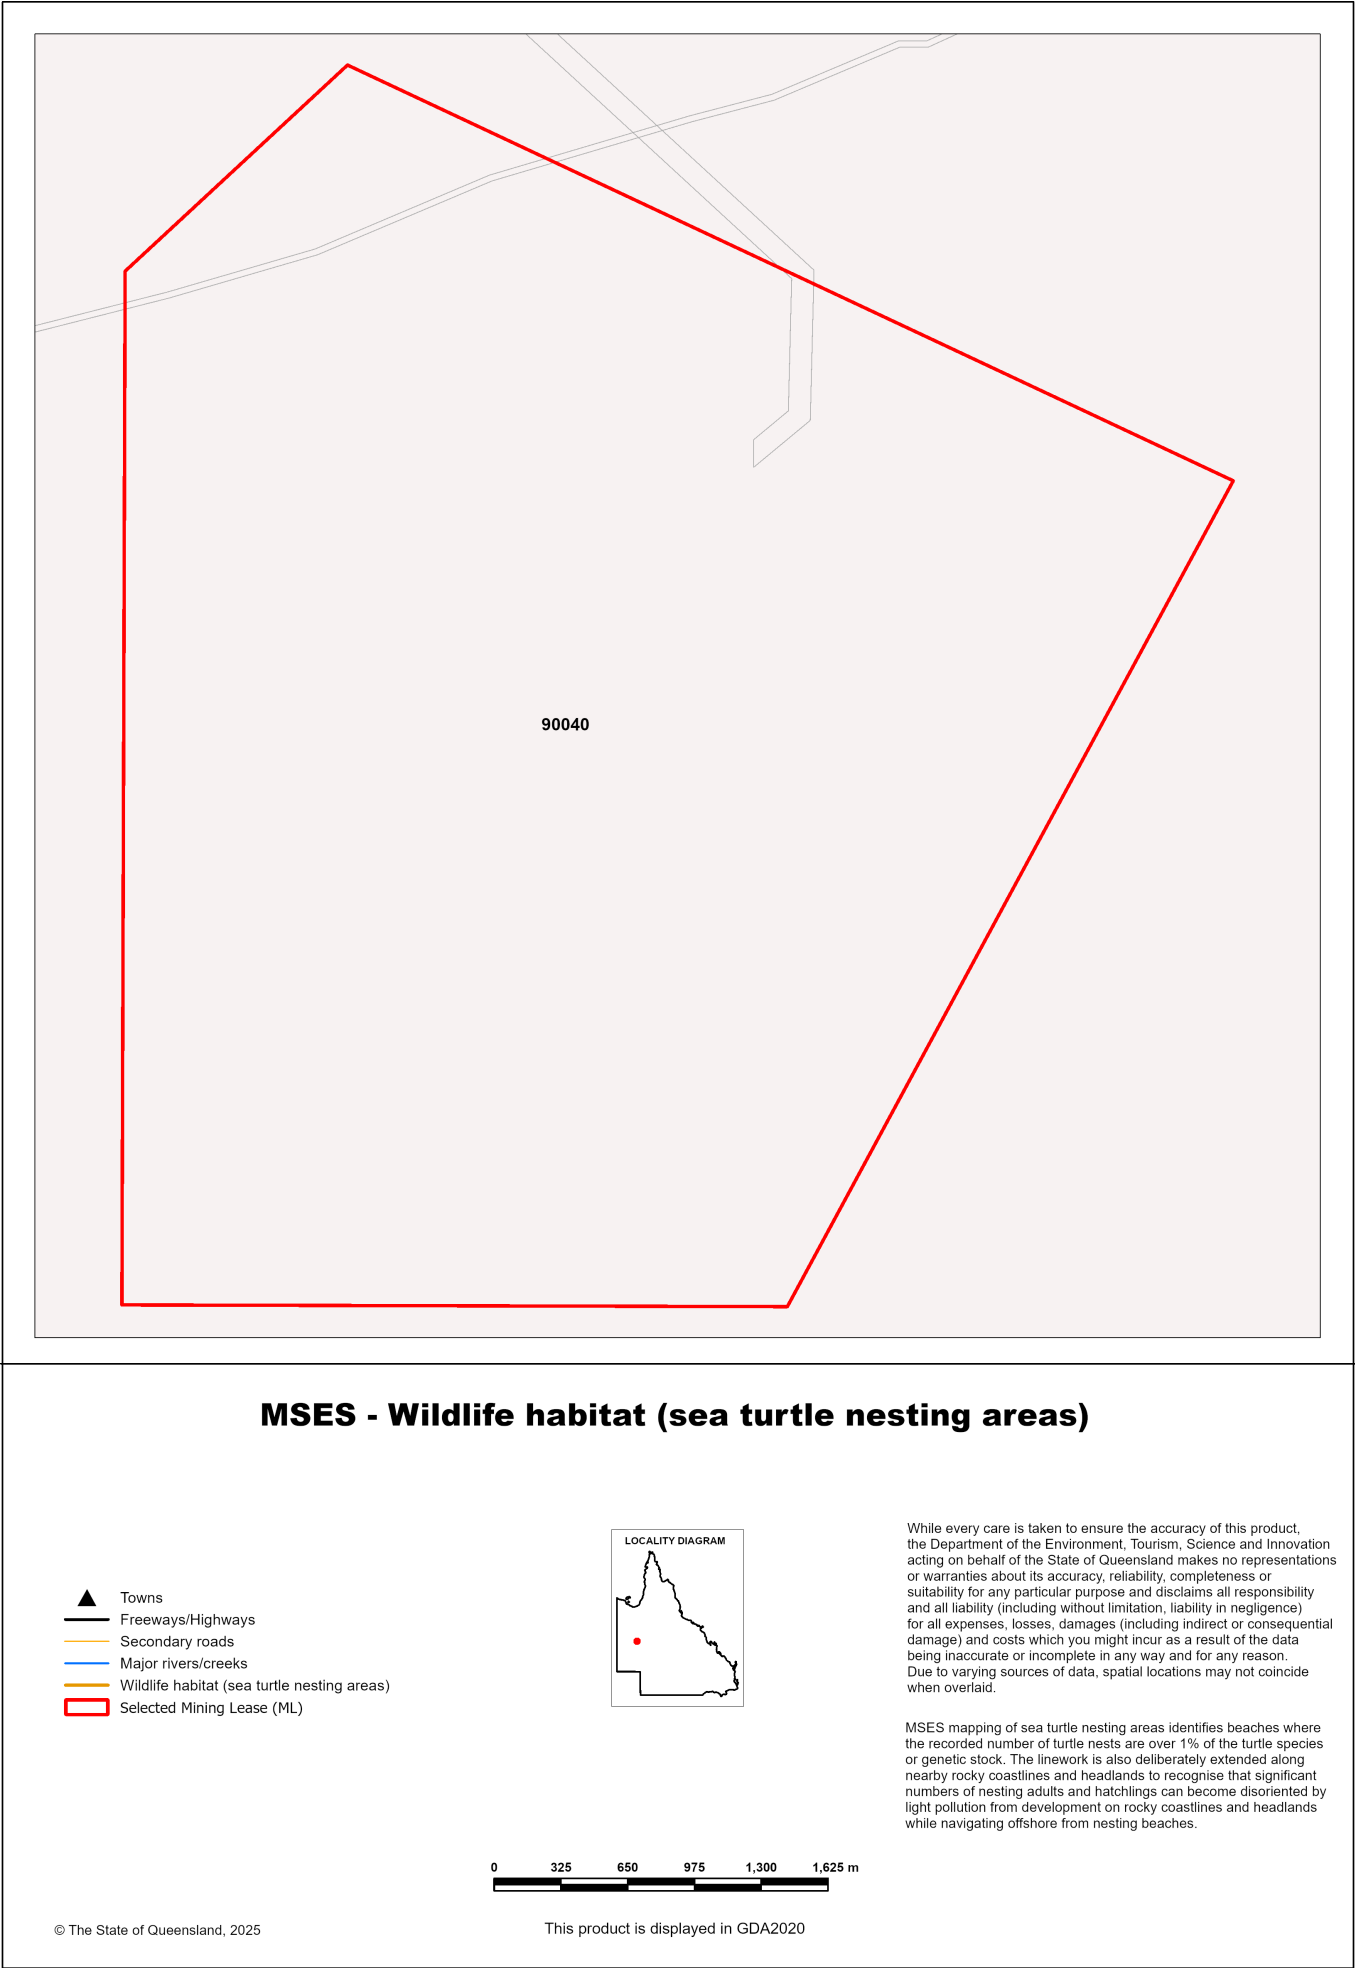 90040
MSES - Wildlife habitat (sea turtle nesting areas)
Towns
Freeways/Highways
Secondary roads
Major rivers/creeks
Wildlife habitat (sea turtle nesting areas)
Selected Mining Lease (ML)
LOCALITY DIAGRAM
While every care is taken to ensure the accuracy of this product,
the Department of the Environment, Tourism, Science and Innovation
acting on behalf of the State of Queensland makes no representations
or warranties about its accuracy, reliability, completeness or
suitability for any particular purpose and disclaims all responsibility
and all liability (including without limitation, liability in negligence)
for all expenses, losses, damages (including indirect or consequential
damage) and costs which you might incur as a result of the data
being inaccurate or incomplete in any way and for any reason.
Due to varying sources of data, spatial locations may not coincide
when overlaid.
MSES mapping of sea turtle nesting areas identifies beaches where
the recorded number of turtle nests are over 1% of the turtle species
or genetic stock. The linework is also deliberately extended along
nearby rocky coastlines and headlands to recognise that significant
numbers of nesting adults and hatchlings can become disoriented by
light pollution from development on rocky coastlines and headlands
while navigating offshore from nesting beaches.
0 325 650 975 1,300 1,625 m
© The State of Queensland, 2025
This product is displayed in GDA2020